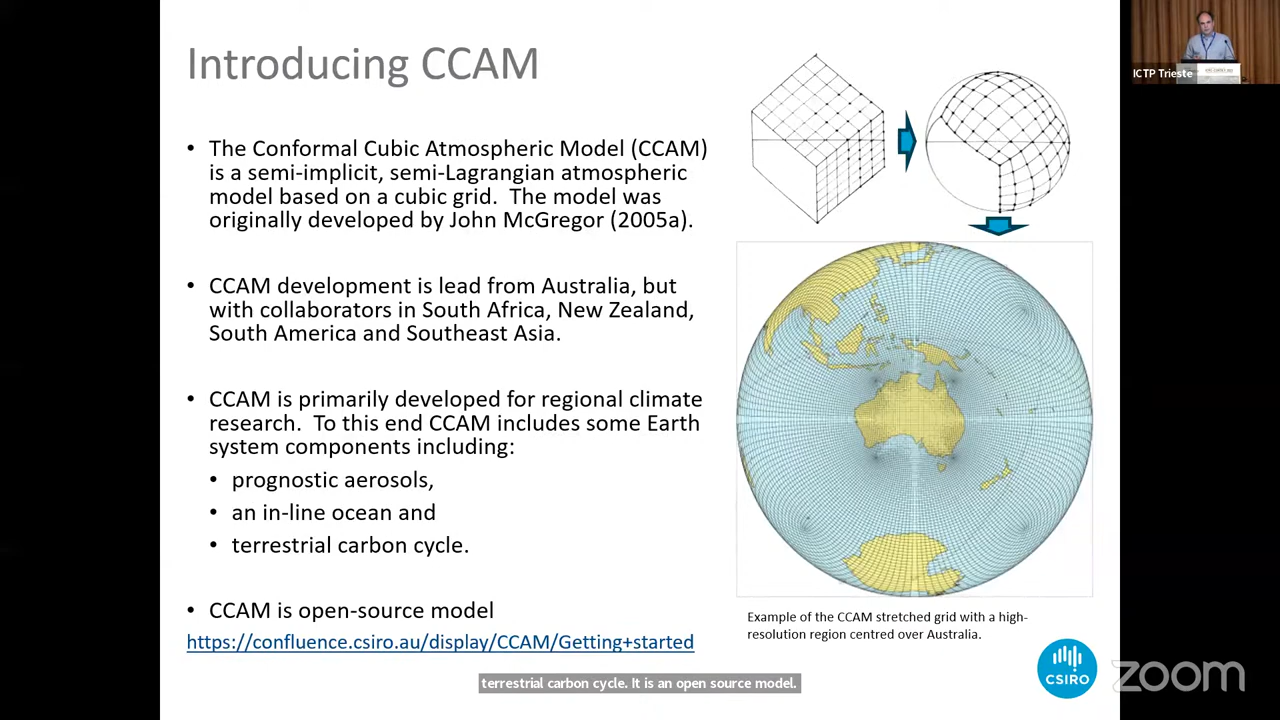 Introducing CCAM
ICTP Trieste
• The Conformal Cubic Atmospheric Model (CCAM)
is a semi-implicit, semi-Lagrangian atmospheric
model based on a cubic grid.  The model was
originally developed by John McGregor (2005a).
• CCAM development is lead from Australia, but
with collaborators in South Africa, New Zealand,
South America and Southeast Asia.
• CCAM is primarily developed for regional climate
research.  To this end CCAM includes some Earth
system components including:
• prognostic aerosols,
• an in-line ocean and
• terrestrial carbon cycle.
• CCAM is open-source model
https://confluence.csiro.au/display/CCAM/Getting+started
Example of the CCAM stretched grid with a high-
resolution region centred over Australia.
CSIRO
zoom
terrestrial carbon cycle. It is an open source model.